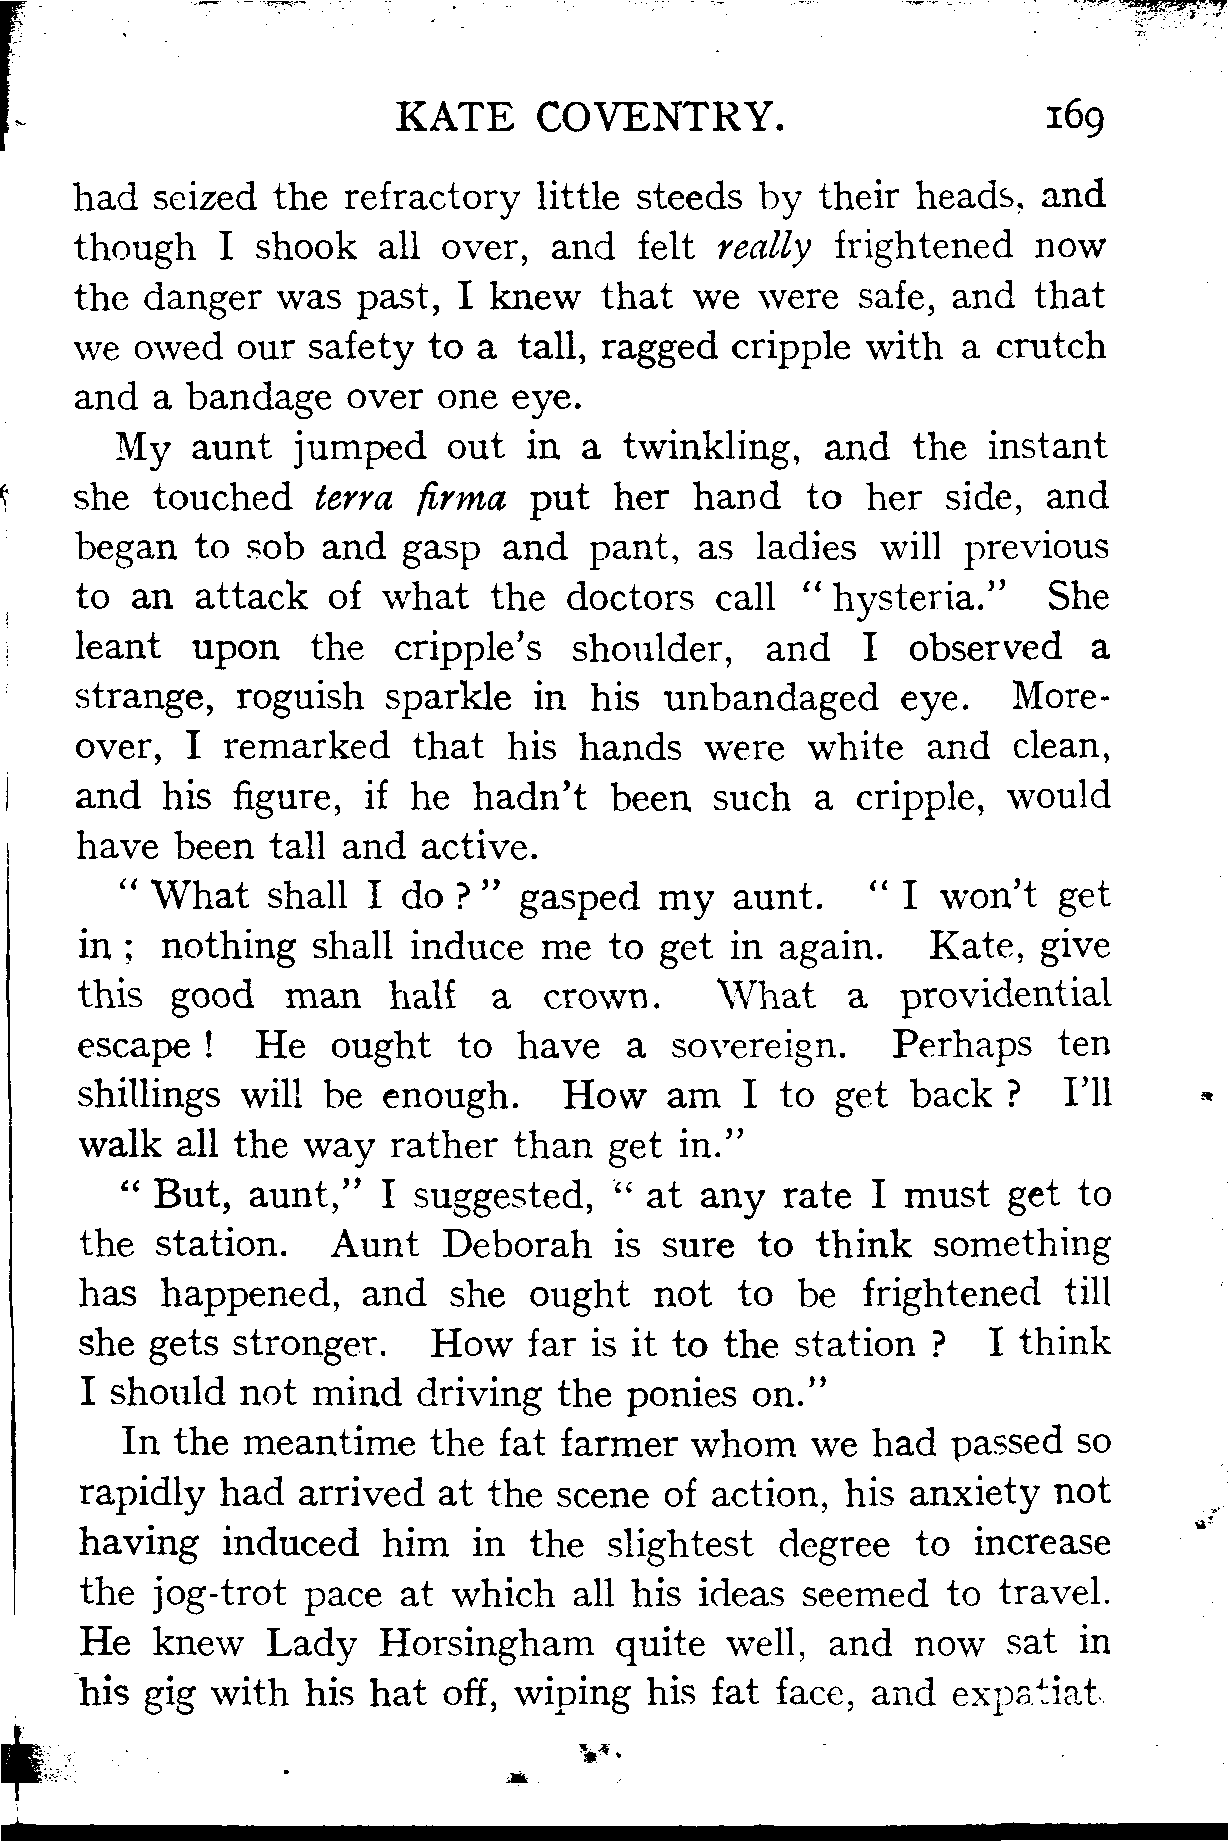 KATE COVENTRY. 169
had seized the refractory little steeds by their heads, and
though I shook all over, and felt really frightened now
the danger was past, I knew that we were safe, and that
we owed our safety to a tall, ragged cripple with a crutch
and a bandage over one eye.
My aunt jumped out in a twinkling, and the instant
she touched terra firma put her hand to her side, and
began to sob and gasp and pant, as ladies will previous
to an attack of what the doctors call “ hysteria.” She
leant upon the cripple’s shoulder, and I observed a
strange, roguish sparkle in his unbandaged eye. More-
over, I remarked that his hands were white and clean,
and his figure, if he hadn’t been such a cripple, would
have been tall and active.
“ What shall I do ? ” gasped my aunt. “ I won’t get
in ; nothing shall induce me to get in again. Kate, give
this good man half a crown. What a providential
escape ! He ought to have a sovereign. Perhaps ten
shillings will be enough. How am I to get back ? I’ll
walk all the way rather than get in.”
“ But, aunt,” I suggested, “ at any rate I must get to
the station. Aunt Deborah is sure to think something
has happened, and she ought not to be frightened till
she gets stronger. How far is it to the station ? I think
I should not mind driving the ponies on.”
In the meantime the fat farmer whom we had passed so
rapidly had arrived at the scene of action, his anxiety not
having induced him in the slightest degree to increase
the jog-trot pace at which all his ideas seemed to travel.
He knew Lady Horsingham quite well, and now sat in
his gig with his hat off, wiping his fat face, and expatiat-